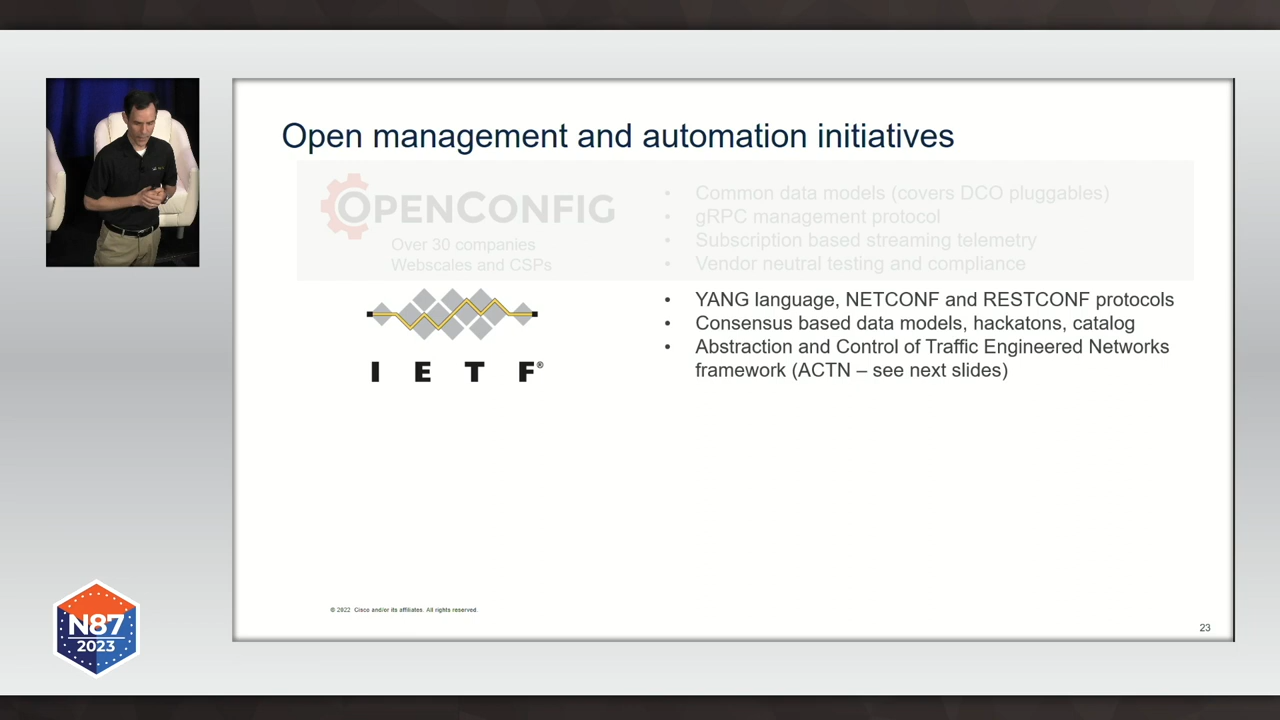 Open management and automation initiatives
OPENCONFIG
Over 30 companies
Webscales and CSPs
• Common data models (covers DCO pluggables)
• gRPC management protocol
• Subscription based streaming telemetry
• Vendor neutral testing and compliance
I E T F®
• YANG language, NETCONF and RESTCONF protocols
• Consensus based data models, hackatons, catalog
• Abstraction and Control of Traffic Engineered Networks
framework (ACTN – see next slides)
© 2022 Cisco and/or its affiliates. All rights reserved.
23
N87
2023